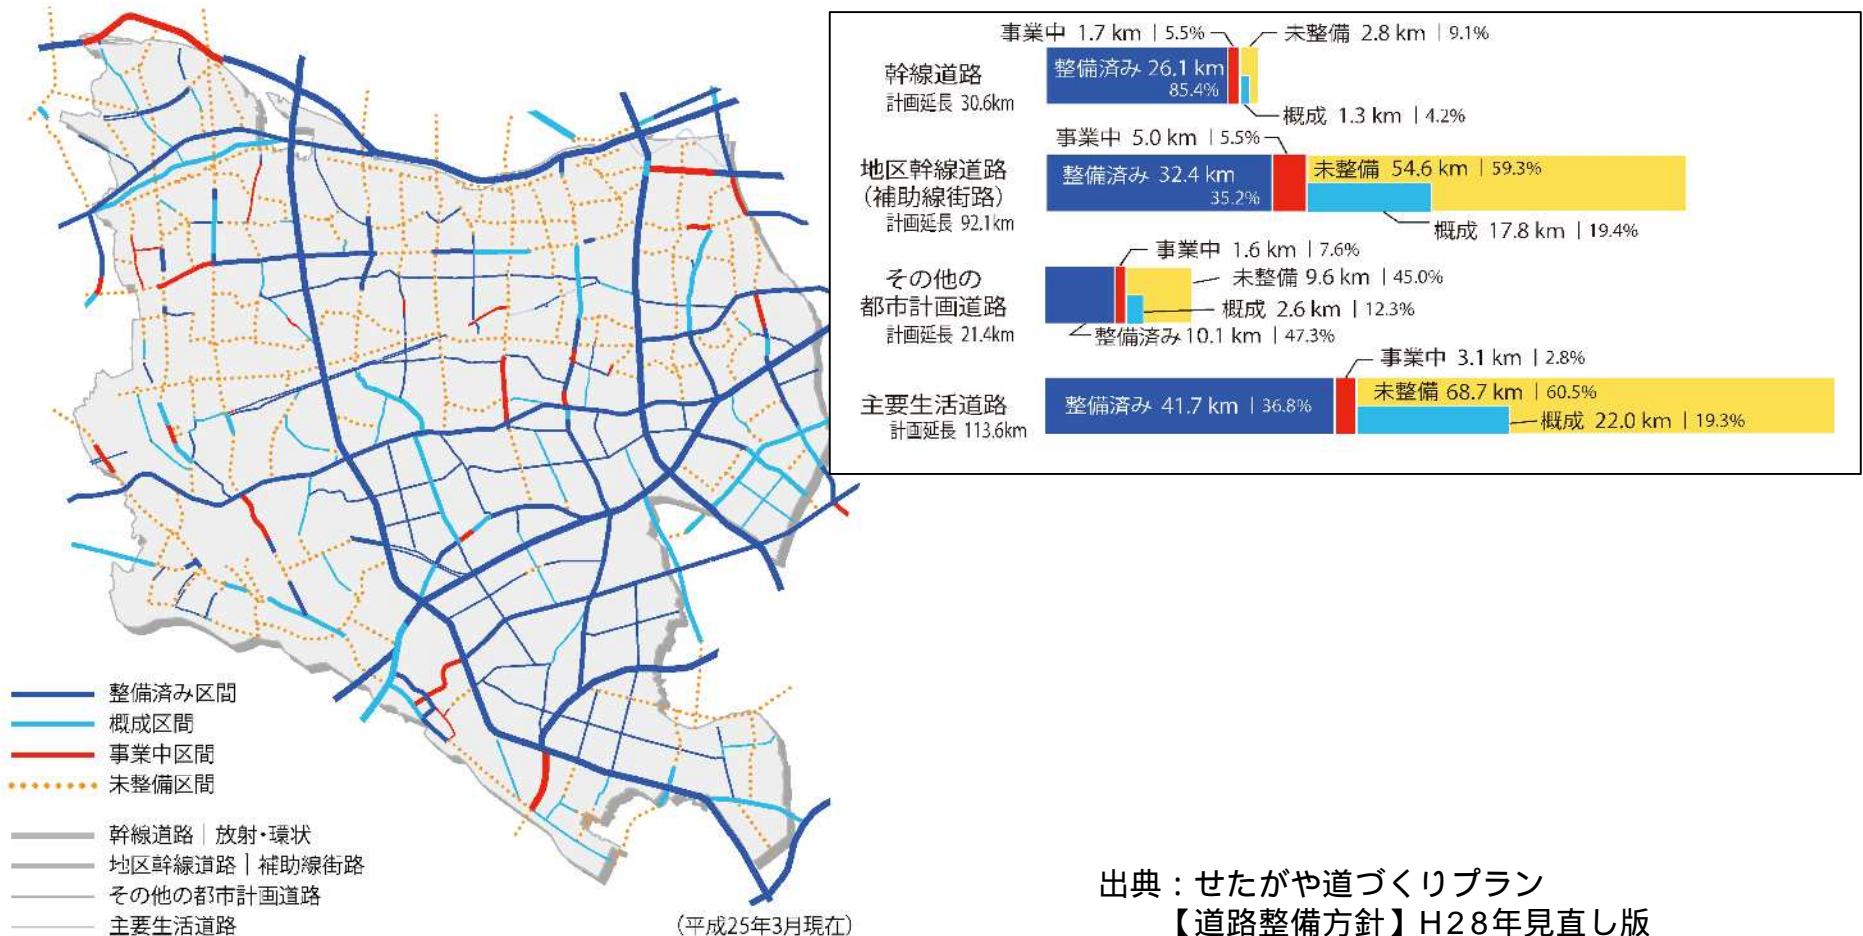 事業中 1.7 km | 5.5%
未整備 2.8 km | 9.1%
幹線道路
計画延長 30.6km
整備済み 26.1 km
85.4%
概成 1.3 km | 4.2%
事業中 5.0 km | 5.5%
地区幹線道路
(補助線街路)
計画延長 92.1km
整備済み 32.4 km
35.2%
未整備 54.6 km | 59.3%
概成 17.8 km | 19.4%
事業中 1.6 km | 7.6%
その他の
都市計画道路
計画延長 21.4km
未整備 9.6 km | 45.0%
概成 2.6 km | 12.3%
整備済み 10.1 km | 47.3%
事業中 3.1 km | 2.8%
主要生活道路
計画延長 113.6km
整備済み 41.7 km | 36.8%
未整備 68.7 km | 60.5%
概成 22.0 km | 19.3%
整備済み区間
概成区間
事業中区間
未整備区間
幹線道路 | 放射・環状
地区幹線道路 | 補助線街路
その他の都市計画道路
主要生活道路
(平成25年3月現在)
出典：せたがや道づくりプラン
【道路整備方針】H28年見直し版